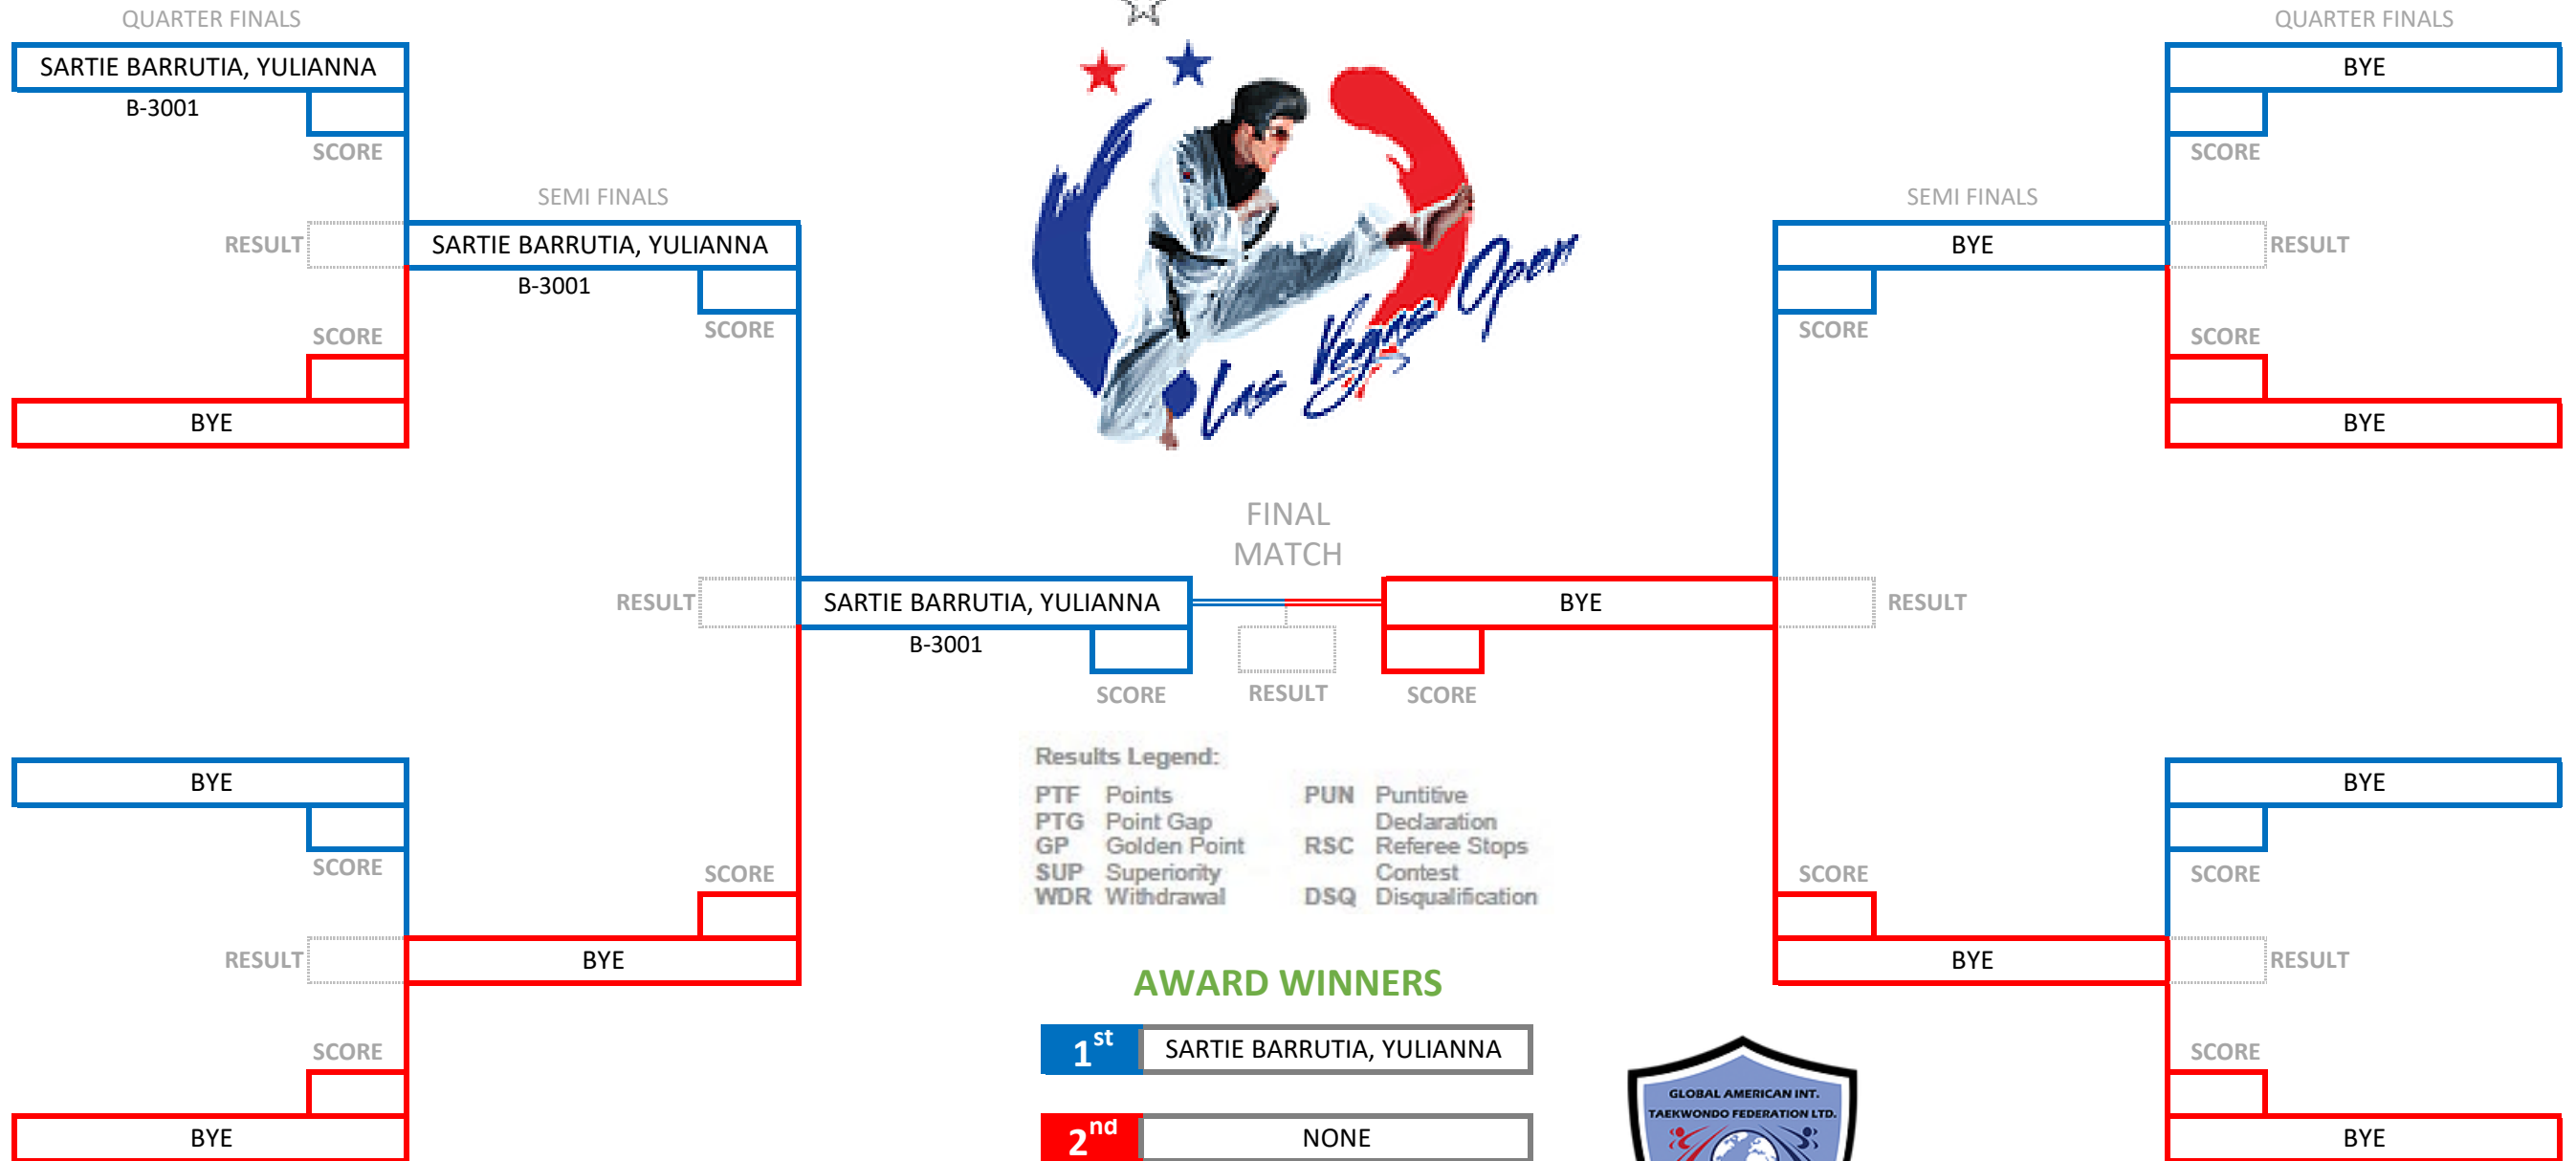 QUARTER FINALS
SARTIE BARRUTIA, YULIANNA
B-3001
SCORE
RESULT
SCORE
BYE
SEMI FINALS
SARTIE BARRUTIA, YULIANNA
B-3001
SCORE
BYE
SCORE
RESULT
SCORE
BYE
SCORE
BYE
RESULT
SARTIE BARRUTIA, YULIANNA
B-3001
SCORE
Las Vegas Open
FINAL
MATCH
RESULT
BYE
SCORE
RESULT
Results Legend:
PTF Points
PTG Point Gap
GP Golden Point
SUP Superiority
WDR Withdrawal
PUN Puntitive
Declaration
RSC Referee Stops
Contest
DSQ Disqualification
AWARD WINNERS
1st SARTIE BARRUTIA, YULIANNA
2nd NONE
GLOBAL AMERICAN INT.
TAEKWONDO FEDERATION LTD.
SEMI FINALS
BYE
SCORE
SCORE
BYE
QUARTER FINALS
BYE
SCORE
RESULT
SCORE
BYE
BYE
SCORE
RESULT
SCORE
BYE